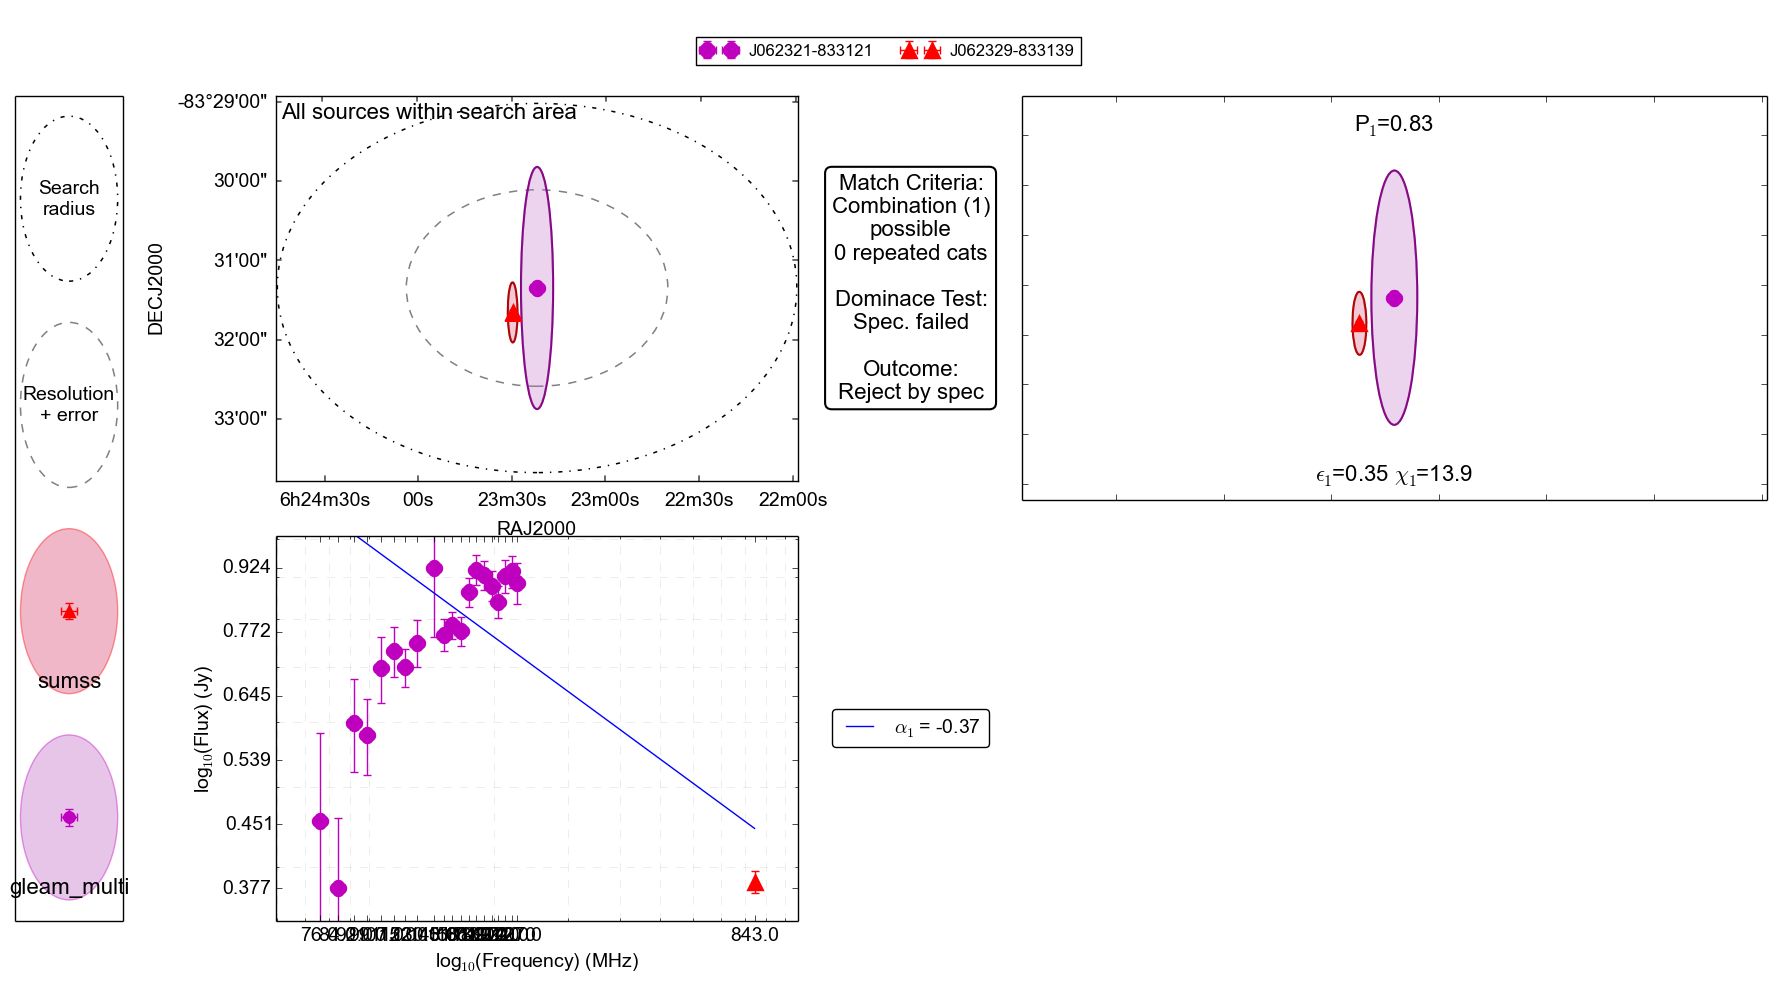 J062321-833121
J062329-833139
Search
radius
Resolution
+ error
sumss
gleam_multi
All sources within search area
DECJ2000
-83°29'00"
30'00"
31'00"
32'00"
33'00"
6h24m30s
00s
23m30s
23m00s
22m30s
22m00s
RAJ2000
Match Criteria:
Combination (1)
possible
0 repeated cats
Dominace Test:
Spec. failed
Outcome:
Reject by spec
P₁=0.83
ϵ₁=0.35 χ₁=13.9
log₁₀(Flux) (Jy)
0.924
0.772
0.645
0.539
0.451
0.377
843.0
log₁₀(Frequency) (MHz)
α₁ = -0.37